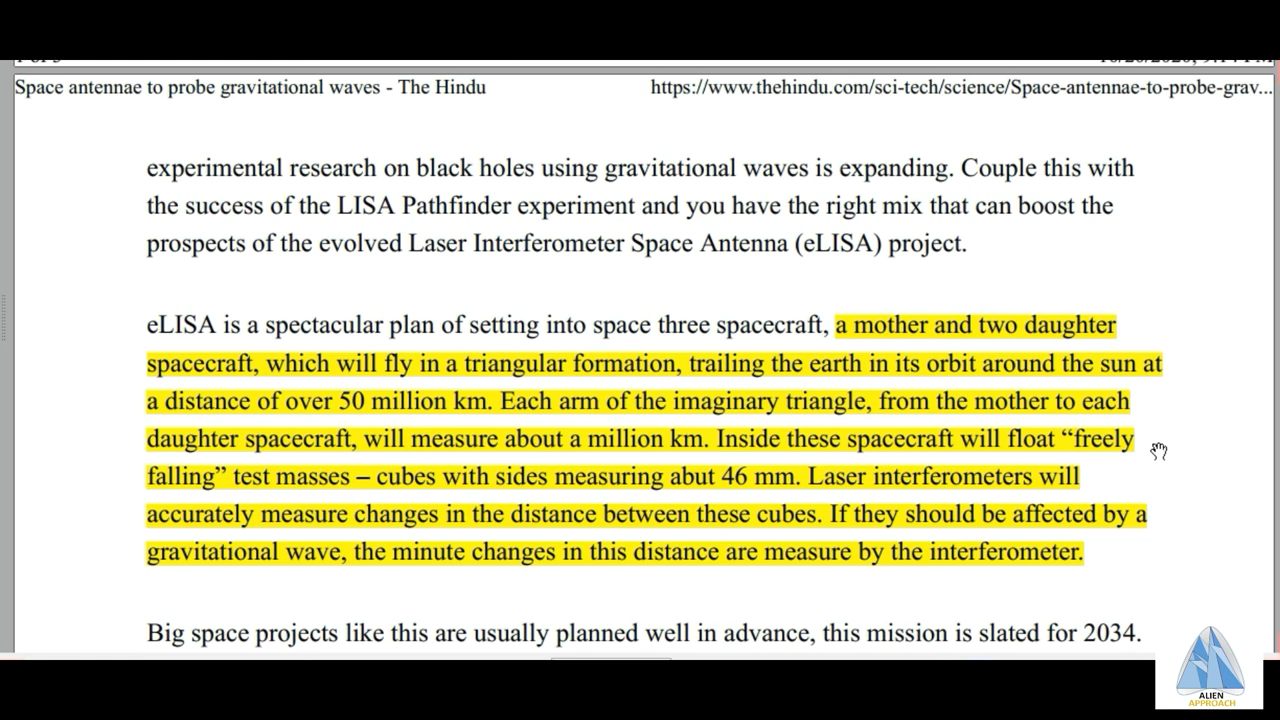 Space antennae to probe gravitational waves - The Hindu
https://www.thehindu.com/sci-tech/science/Space-antennae-to-probe-grav...
experimental research on black holes using gravitational waves is expanding. Couple this with
the success of the LISA Pathfinder experiment and you have the right mix that can boost the
prospects of the evolved Laser Interferometer Space Antenna (eLISA) project.
eLISA is a spectacular plan of setting into space three spacecraft, a mother and two daughter
spacecraft, which will fly in a triangular formation, trailing the earth in its orbit around the sun at
a distance of over 50 million km. Each arm of the imaginary triangle, from the mother to each
daughter spacecraft, will measure about a million km. Inside these spacecraft will float “freely
falling” test masses – cubes with sides measuring abut 46 mm. Laser interferometers will
accurately measure changes in the distance between these cubes. If they should be affected by a
gravitational wave, the minute changes in this distance are measure by the interferometer.
Big space projects like this are usually planned well in advance, this mission is slated for 2034.
ALIEN
APPROACH